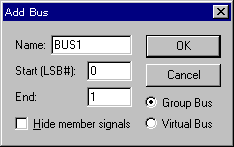 Add Bus
Name: BUS1
OK
Start (LSB#): 0
Cancel
End: 1
Group Bus
Hide member signals
Virtual Bus